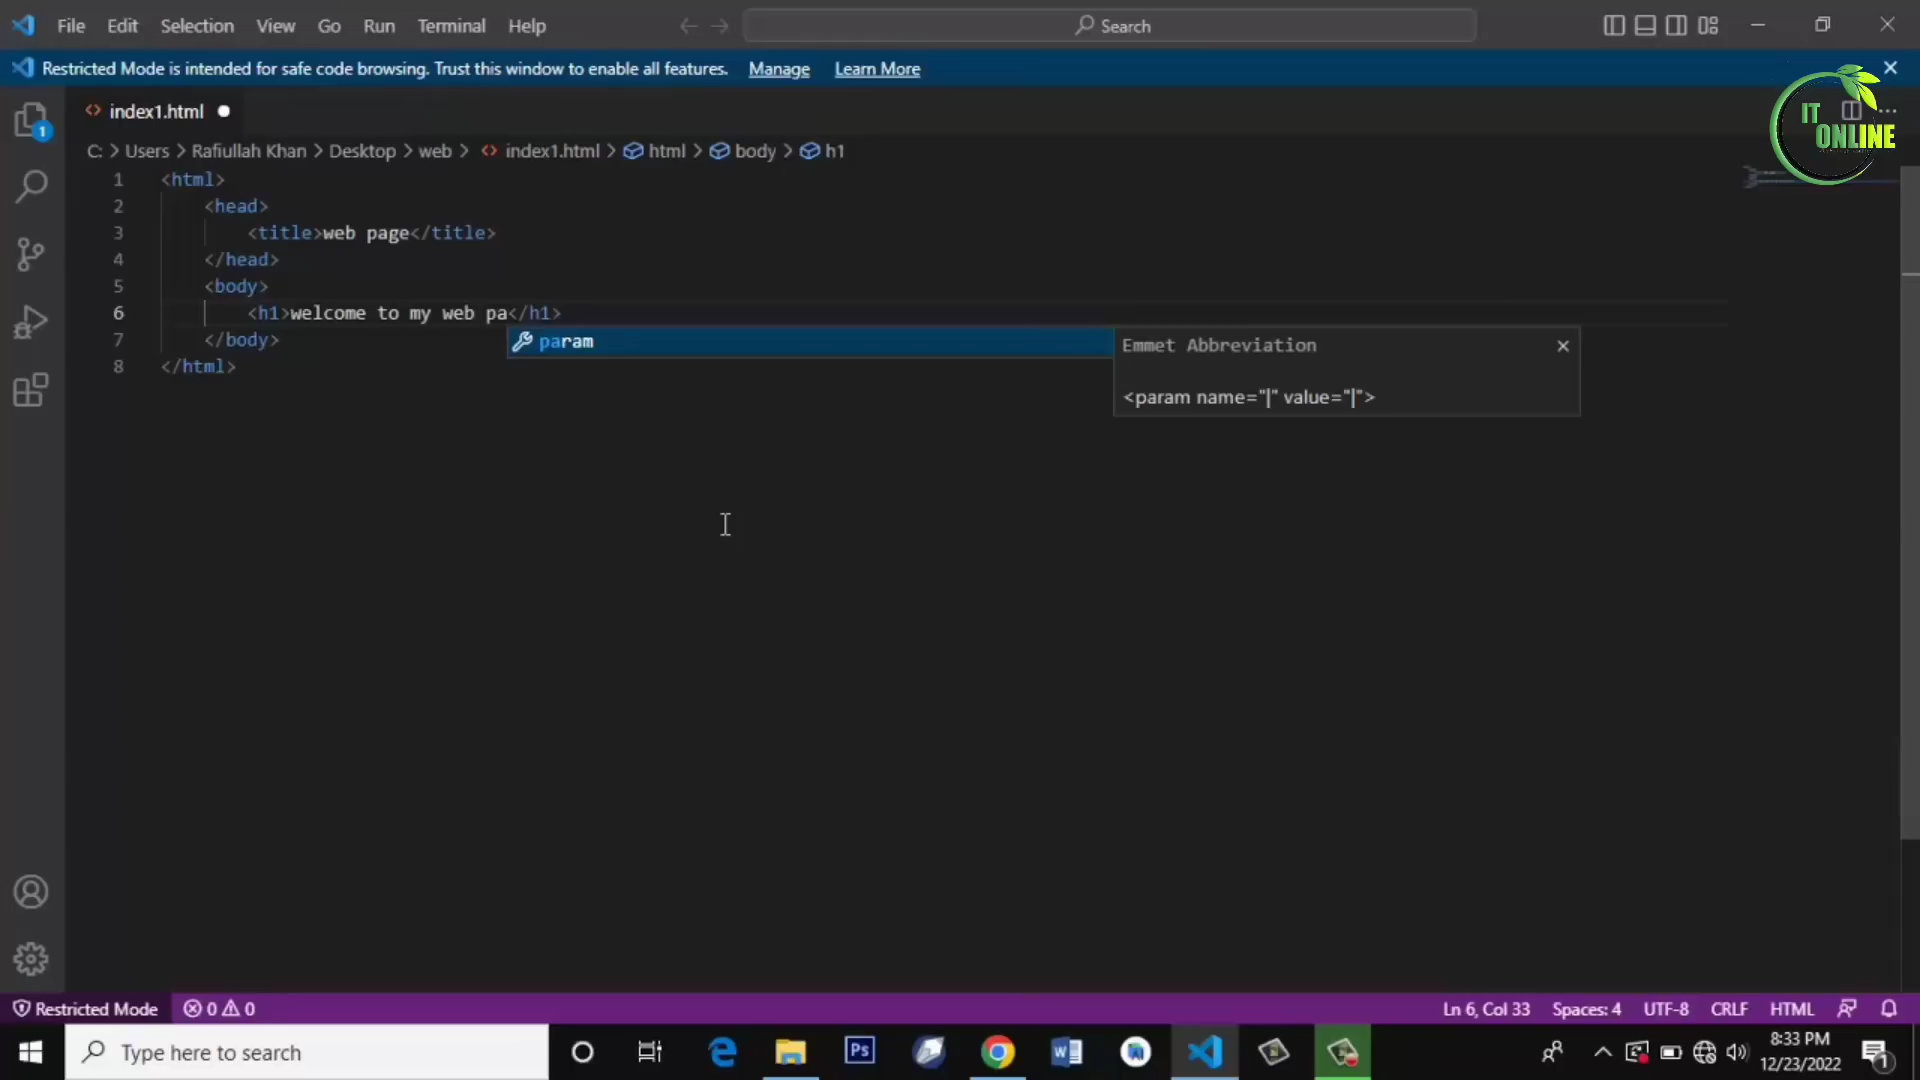 File Edit Selection View Go Run Terminal Help Search
Restricted Mode is intended for safe code browsing. Trust this window to enable all features. Manage Learn More
index1.html
IT ONLINE
C: > Users > Rafiullah Khan > Desktop > web > index1.html > html > body > h1
1 <html>
2 <head>
3 <title>web page</title>
4 </head>
5 <body>
6 <h1>welcome to my web pa</h1>
7 </body>
8 </html>
param
Emmet Abbreviation
<param name="|" value="|">
1
Restricted Mode 0 0 Ln 6, Col 33 Spaces: 4 UTF-8 CRLF HTML
Type here to search Ps W 8:33 PM
12/23/2022 1